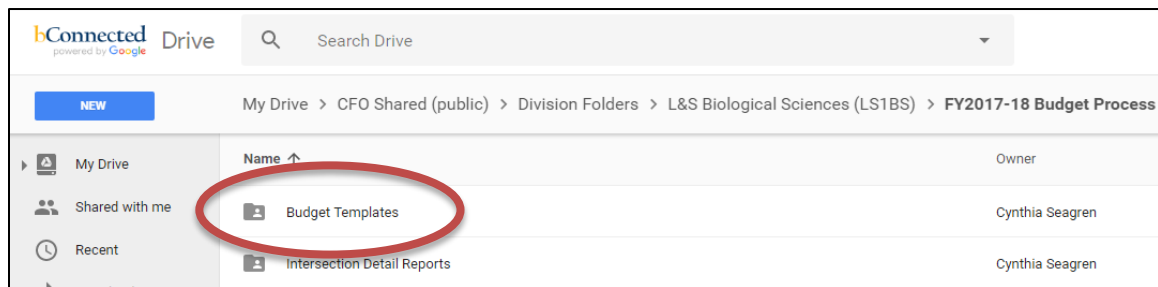 bConnected Drive
powered by Google
Search Drive
NEW
My Drive > CFO Shared (public) > Division Folders > L&S Biological Sciences (LS1BS) > FY2017-18 Budget Process
My Drive
Name ↑ Owner
Shared with me
Budget Templates Cynthia Seagren
Recent
Intersection Detail Reports Cynthia Seagren